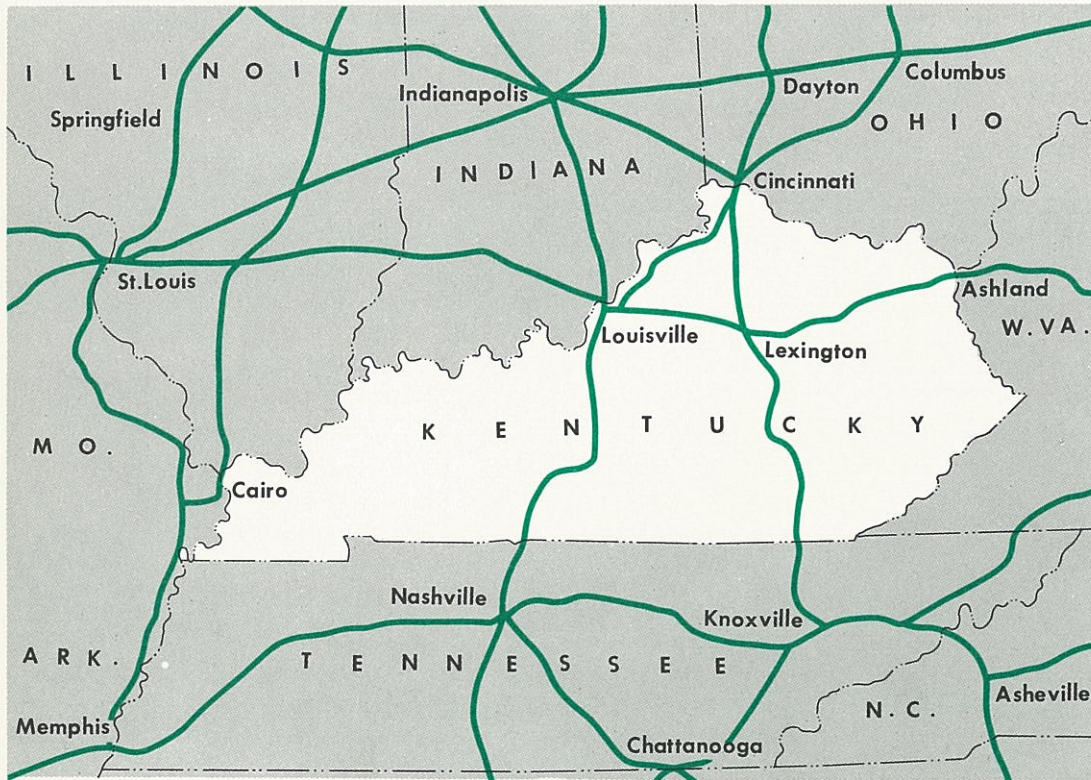 ILLINOIS
Springfield
Indianapolis
Dayton
Columbus
OHIO
INDIANA
Cincinnati
St.Louis
Ashland
W.VA.
Louisville
Lexington
KENTUCKY
MO.
Cairo
Nashville
Knoxville
ARK.
TENNESSEE
Asheville
N.C.
Memphis
Chattanooga